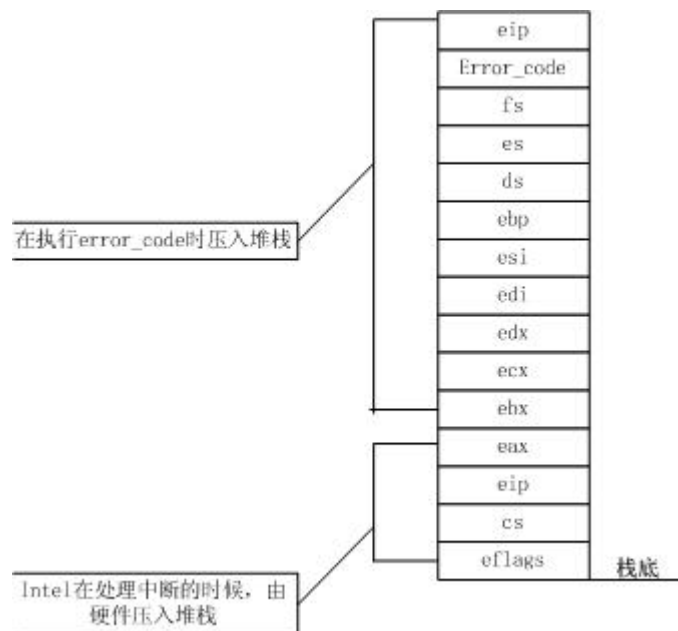 eip
Error_code
fs
es
ds
ebp
在执行error_code时压入堆栈
esi
edi
edx
ecx
ebx
eax
eip
cs
eflags
栈底
Intel在处理中断的时候，由
硬件压入堆栈